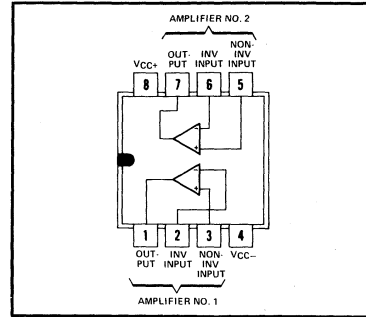 AMPLIFIER NO. 2
VCC+ OUT-PUT INV INPUT NON-INV INPUT
8 7 6 5
- +
- +
1 2 3 4
OUT-PUT INV INPUT NON-INV INPUT VCC–
AMPLIFIER NO. 1